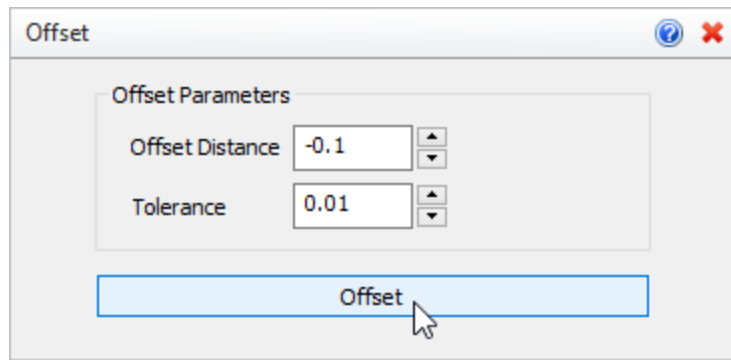 Offset
Offset Parameters
Offset Distance -0.1
Tolerance 0.01
Offset